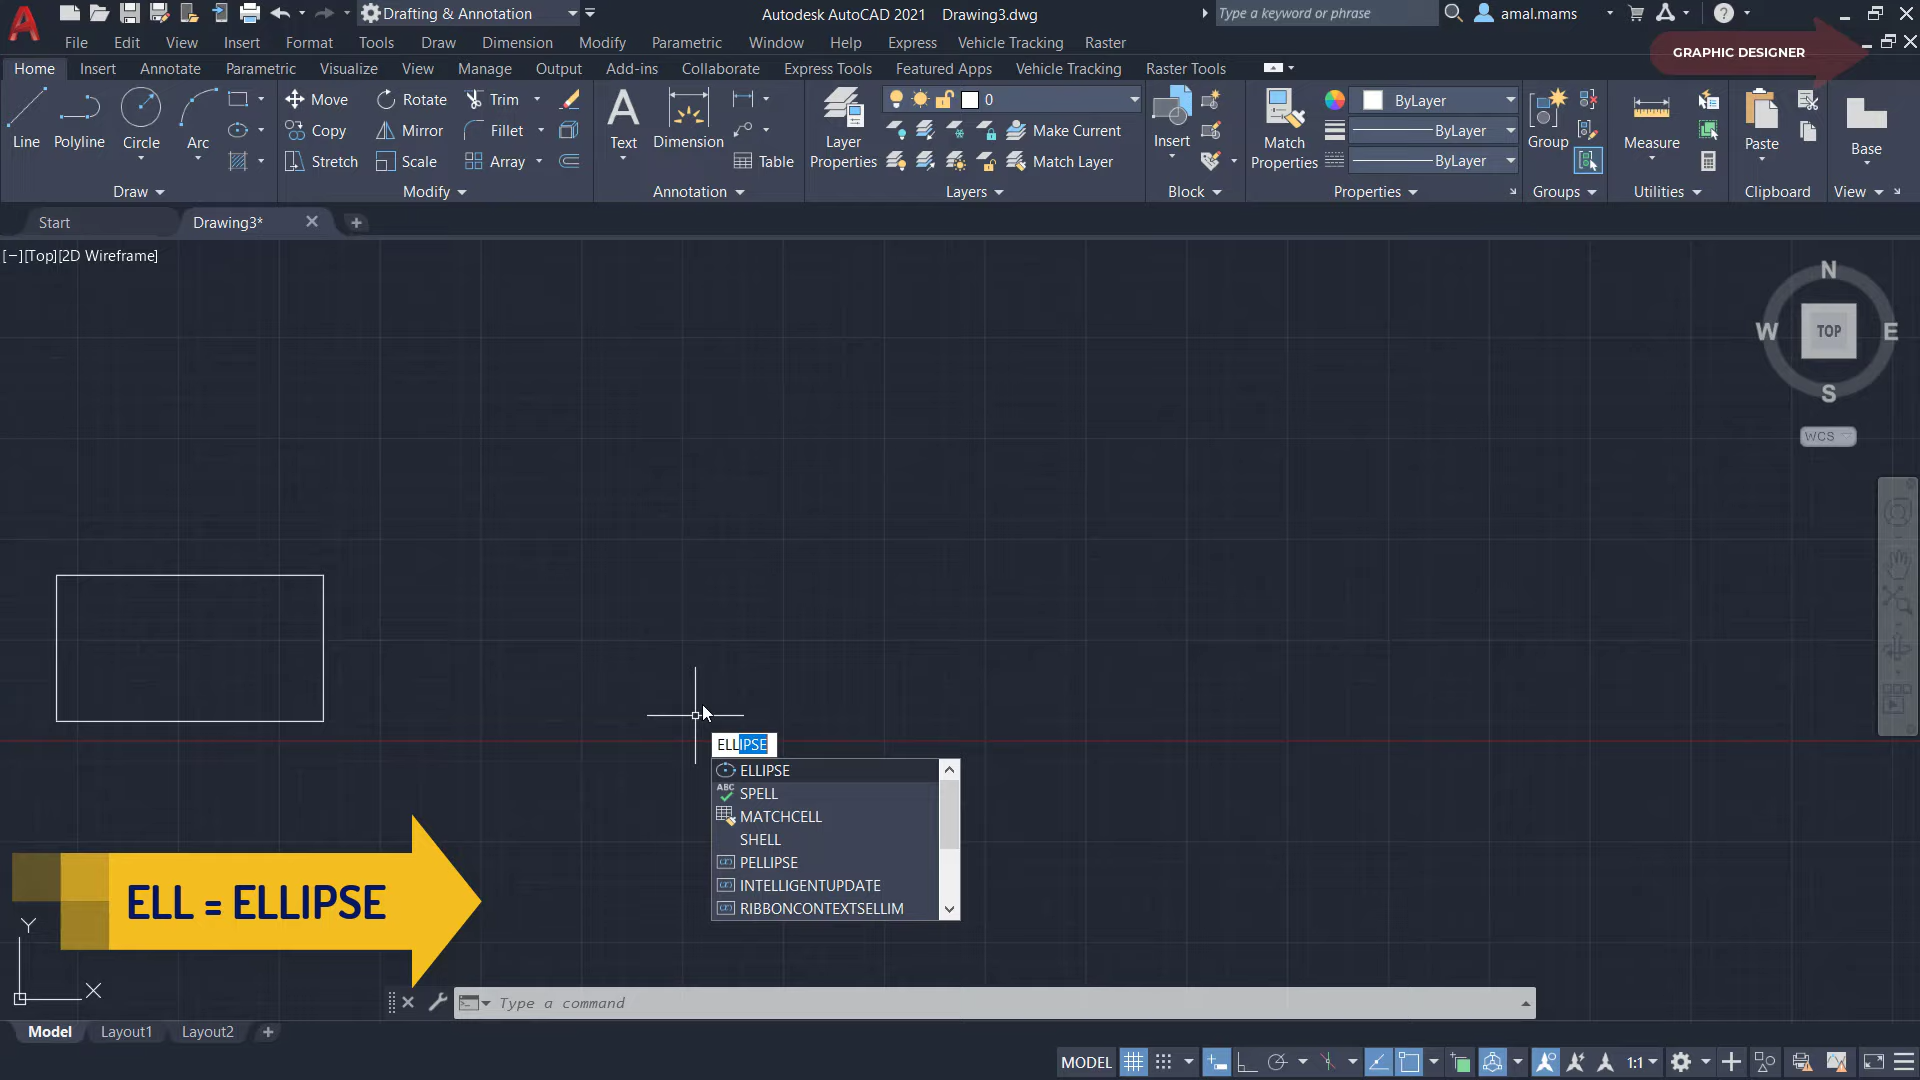 Drafting & Annotation
Autodesk AutoCAD 2021 Drawing3.dwg
Type a keyword or phrase
amal.mams
File Edit View Insert Format Tools Draw Dimension Modify Parametric Window Help Express Vehicle Tracking Raster
GRAPHIC DESIGNER
Home Insert Annotate Parametric Visualize View Manage Output Add-ins Collaborate Express Tools Featured Apps Vehicle Tracking Raster Tools
Line Polyline Circle Arc
Move Rotate Trim
Copy Mirror Fillet
Stretch Scale Array
Text Dimension Table
Layer Properties
0
Make Current
Match Layer
Insert
Match Properties
ByLayer
ByLayer
ByLayer
Group
Measure
Paste
Base
Draw Modify Annotation Layers Block Properties Groups Utilities Clipboard View
Start Drawing3*
[−][Top][2D Wireframe]
N
W TOP E
S
WCS
ELLIPSE
ELLIPSE
ABC SPELL
MATCHCELL
SHELL
PELLIPSE
INTELLIGENTUPDATE
RIBBONCONTEXTSELLIM
ELL = ELLIPSE
Y
X
Type a command
Model Layout1 Layout2
MODEL 1:1